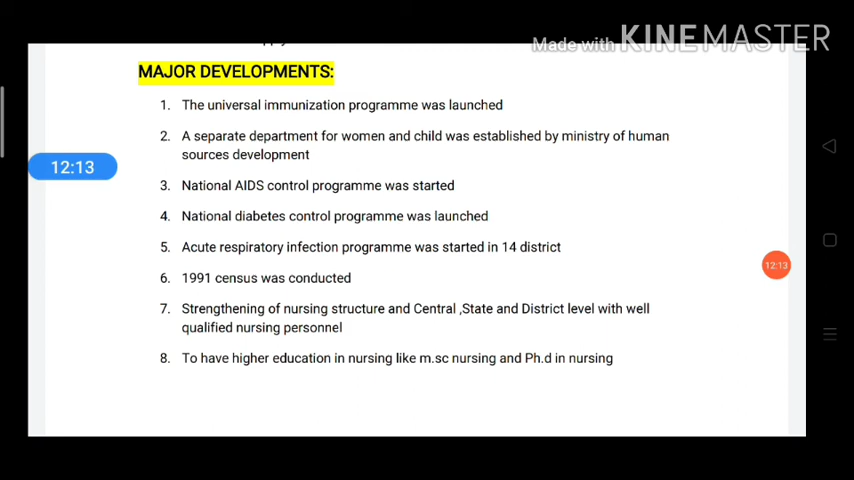 Made with KINEMASTER
MAJOR DEVELOPMENTS:
1. The universal immunization programme was launched
2. A separate department for women and child was established by ministry of human
sources development
12:13
3. National AIDS control programme was started
4. National diabetes control programme was launched
5. Acute respiratory infection programme was started in 14 district
12:13
6. 1991 census was conducted
7. Strengthening of nursing structure and Central ,State and District level with well
qualified nursing personnel
8. To have higher education in nursing like m.sc nursing and Ph.d in nursing